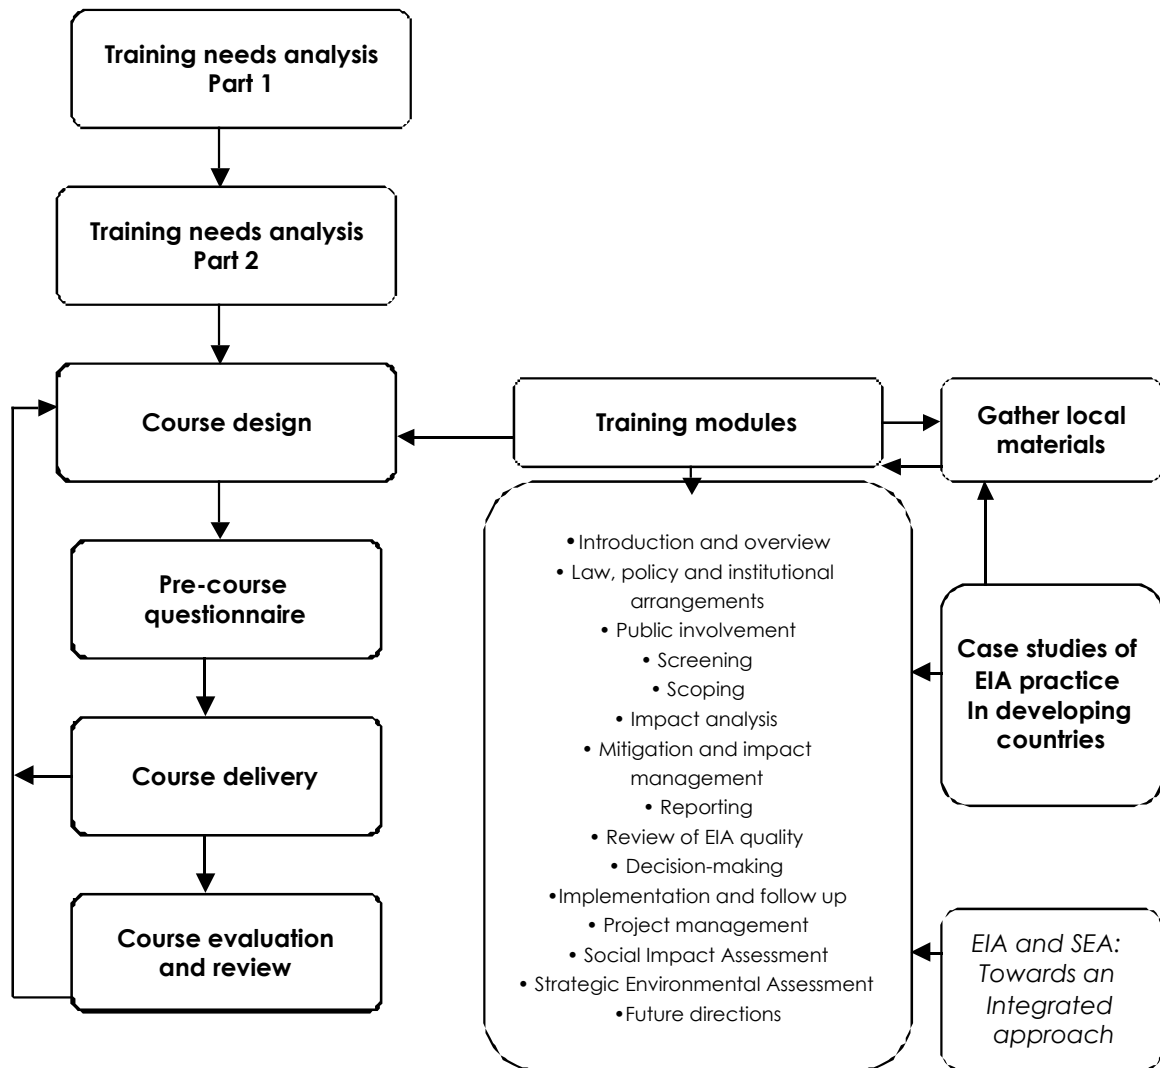 Training needs analysis
Part 1
Training needs analysis
Part 2
Course design
Training modules
Gather local
materials
•Introduction and overview
• Law, policy and institutional
arrangements
• Public involvement
• Screening
• Scoping
• Impact analysis
• Mitigation and impact
management
• Reporting
• Review of EIA quality
• Decision-making
•Implementation and follow up
• Project management
• Social Impact Assessment
• Strategic Environmental Assessment
•Future directions
Pre-course
questionnaire
Case studies of
EIA practice
In developing
countries
Course delivery
Course evaluation
and review
EIA and SEA:
Towards an
Integrated
approach